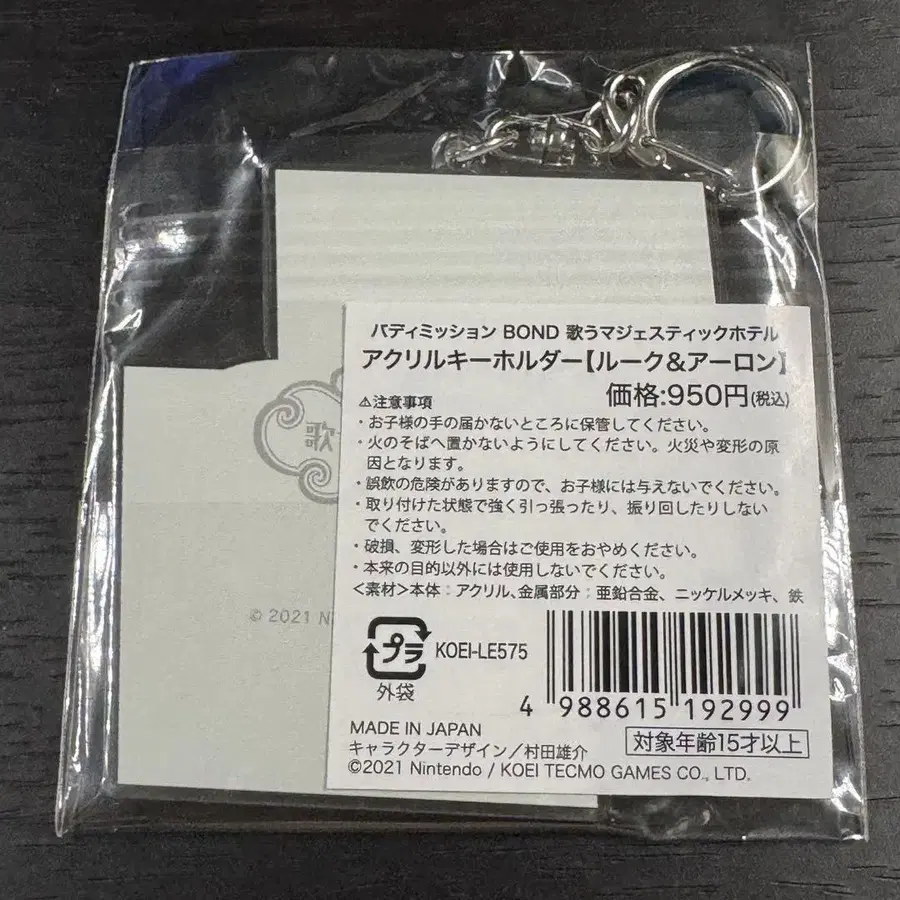 バディミッション BOND 歌うマジェスティックホテル
アクリルキーホルダー【ルーク&アーロン】
価格:950円(税込)
⚠注意事項
・お子様の手の届かないところに保管してください。
・火のそばへ置かないようにしてください。火災や変形の原
因となります。
・誤飲の危険がありますので、お子様には与えないでください。
・取り付けた状態で強く引っ張ったり、振り回したりしない
でください。
・破損、変形した場合はご使用をおやめください。
・本来の目的以外には使用しないでください。
<素材>本体：アクリル、金属部分：亜鉛合金、ニッケルメッキ、鉄
プラ
外袋
KOEI-LE575
4 988615 192999
MADE IN JAPAN
対象年齢15才以上
キャラクターデザイン／村田雄介
©2021 Nintendo / KOEI TECMO GAMES CO., LTD.
歌
© 2021 N